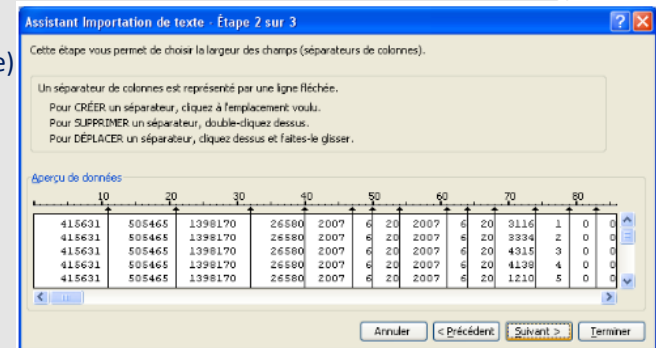 Assistant Importation de texte - Étape 2 sur 3
e)
Cette étape vous permet de choisir la largeur des champs (séparateurs de colonnes).
Un séparateur de colonnes est représenté par une ligne fléchée.
Pour CRÉER un séparateur, cliquez à l'emplacement voulu.
Pour SUPPRIMER un séparateur, double-cliquez dessus.
Pour DÉPLACER un séparateur, cliquez dessus et faites-le glisser.
Aperçu de données
10 20 30 40 50 60 70 80
415631 505465 1398170 26580 2007 6 20 2007 6 20 3116 1 0 0
415631 505465 1398170 26580 2007 6 20 2007 6 20 3334 2 0 0
415631 505465 1398170 26580 2007 6 20 2007 6 20 4315 3 0 0
415631 505465 1398170 26580 2007 6 20 2007 6 20 4138 4 0 0
415631 505465 1398170 26580 2007 6 20 2007 6 20 1210 5 0 0
Annuler < Précédent Suivant > Terminer